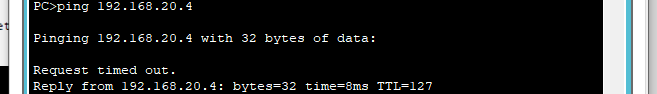 PC>ping 192.168.20.4
Pinging 192.168.20.4 with 32 bytes of data:
Request timed out.
Reply from 192.168.20.4: bytes=32 time=8ms TTL=127